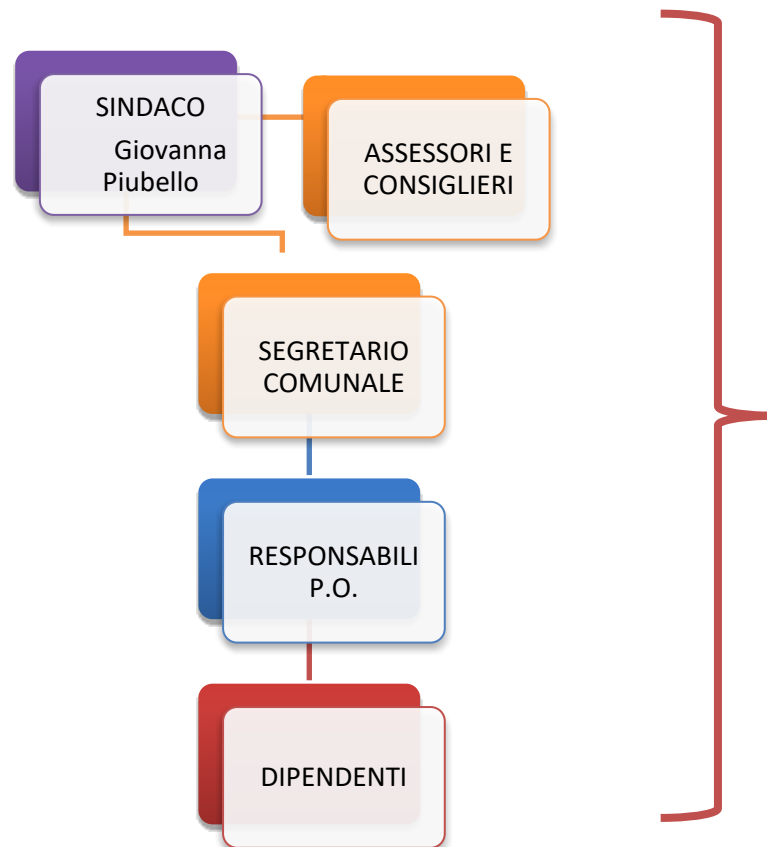 SINDACO
Giovanna
Piubello
ASSESSORI E
CONSIGLIERI
SEGRETARIO
COMUNALE
RESPONSABILI
P.O.
DIPENDENTI